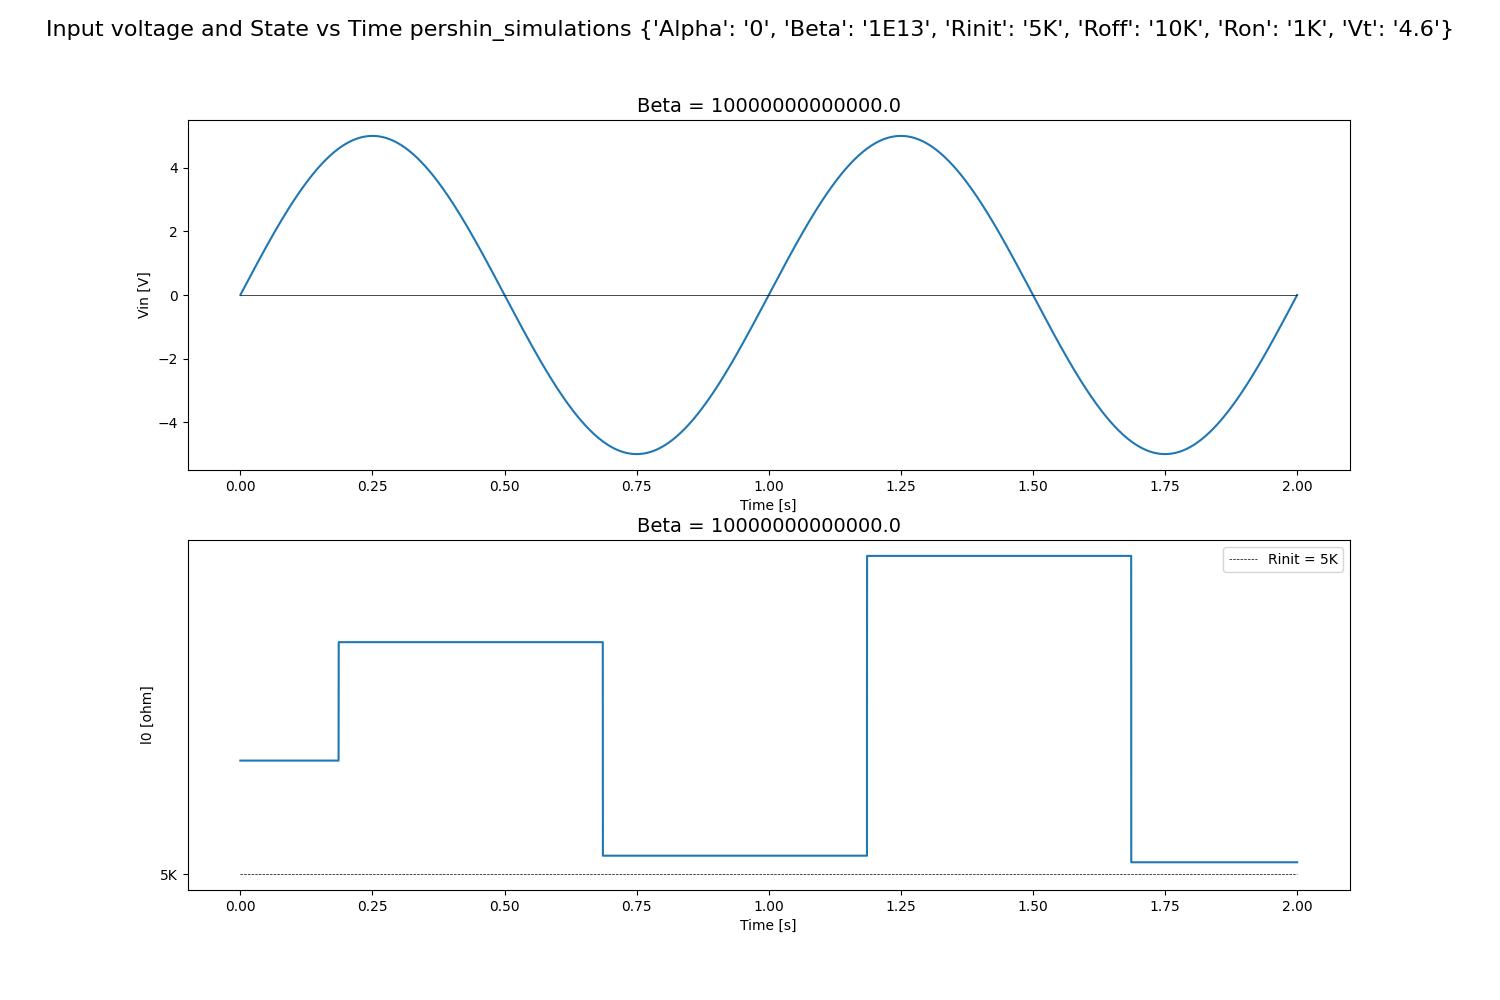 Input voltage and State vs Time pershin_simulations {'Alpha': '0', 'Beta': '1E13', 'Rinit': '5K', 'Roff': '10K', 'Ron': '1K', 'Vt': '4.6'}
Beta = 10000000000000.0
Vin [V]
4
2
0
−2
−4
0.00 0.25 0.50 0.75 1.00 1.25 1.50 1.75 2.00
Time [s]
Beta = 10000000000000.0
Rinit = 5K
l0 [ohm]
5K
0.00 0.25 0.50 0.75 1.00 1.25 1.50 1.75 2.00
Time [s]